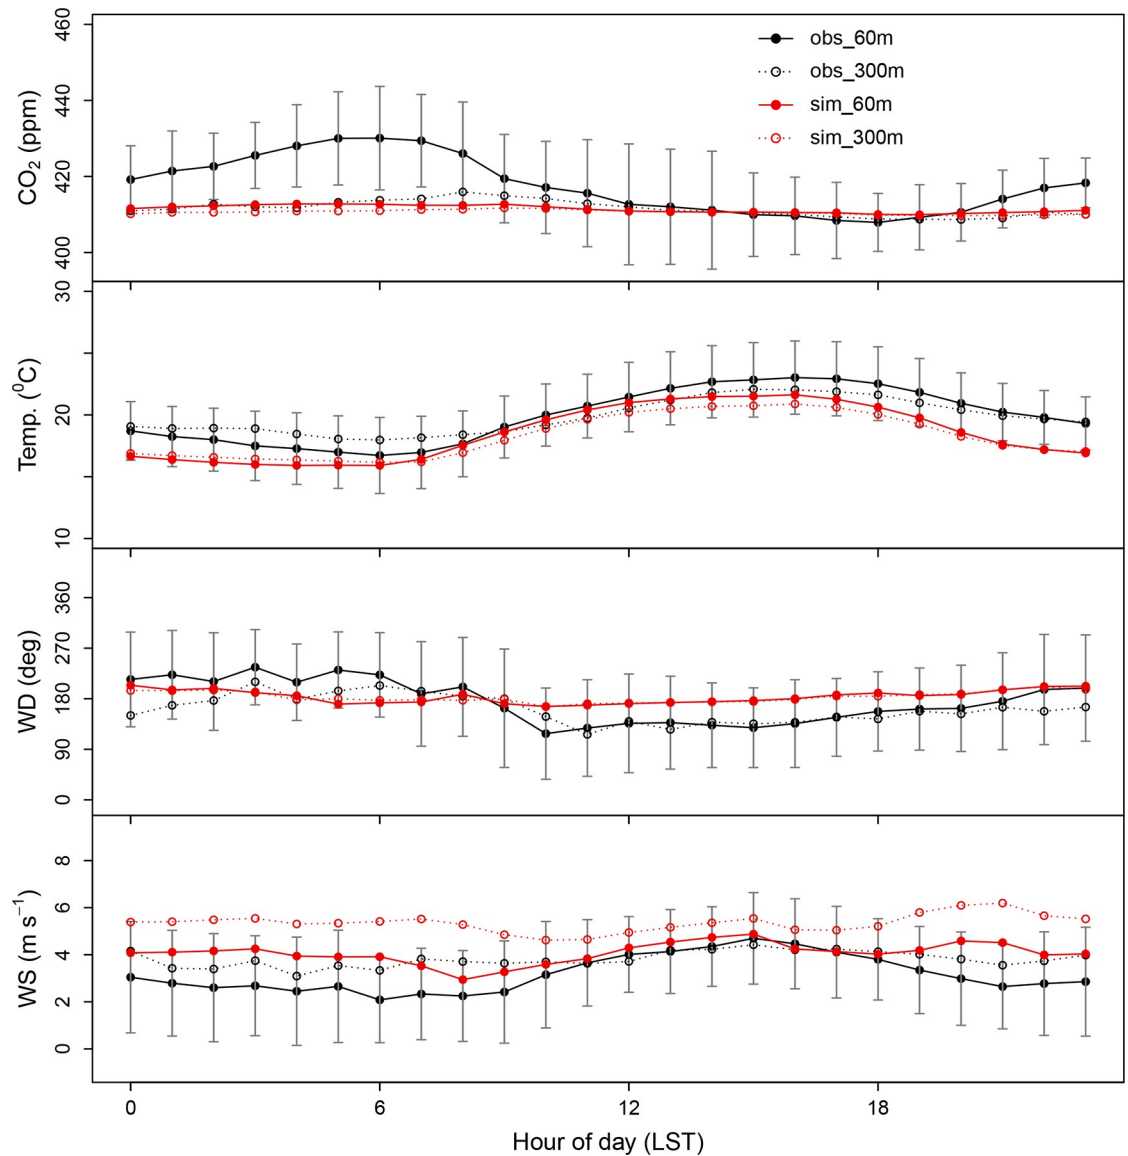 obs_60m
obs_300m
sim_60m
sim_300m
CO2 (ppm)
460
440
420
400
Temp. (⁰C)
30
20
10
WD (deg)
360
270
180
90
0
WS (m s⁻¹)
8
6
4
2
0
0 6 12 18
Hour of day (LST)